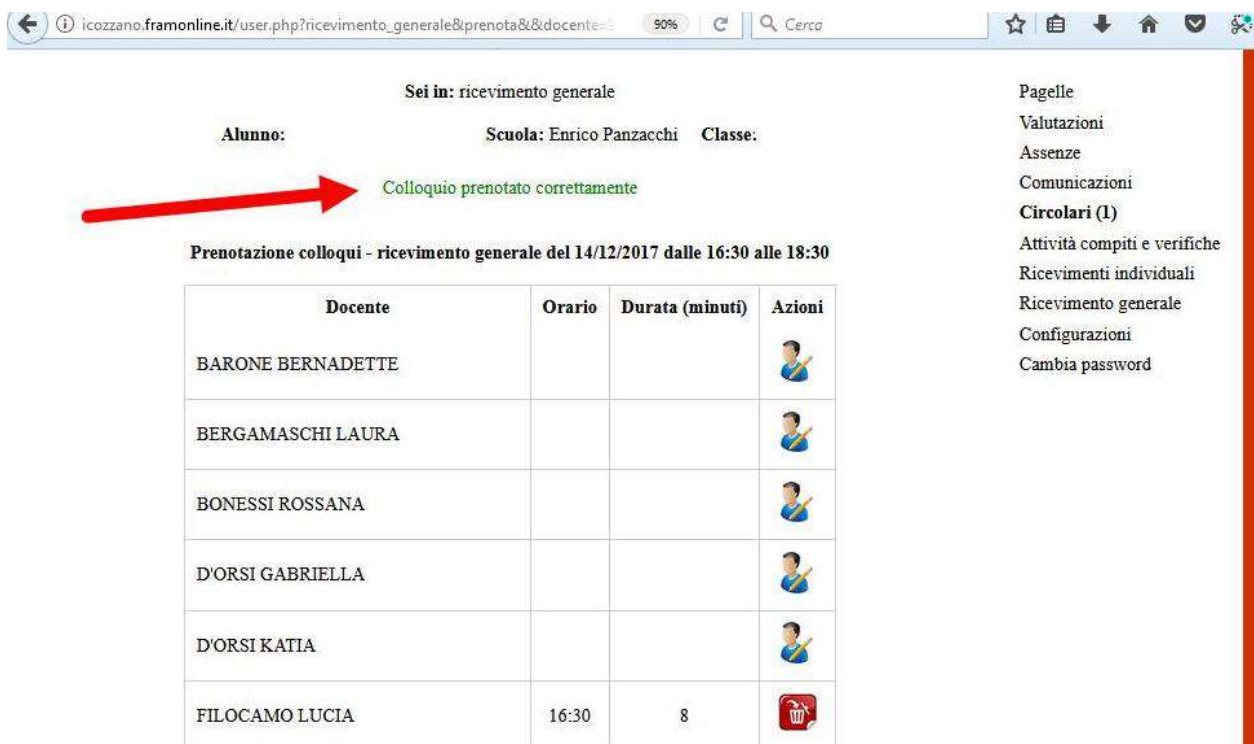 icozzano.framonline.it/user.php?ricevimento_generale&prenota&&docente=
90%
Cerca
Sei in: ricevimento generale
Alunno: Scuola: Enrico Panzacchi Classe:
Colloquio prenotato correttamente
Prenotazione colloqui - ricevimento generale del 14/12/2017 dalle 16:30 alle 18:30
Docente Orario Durata (minuti) Azioni
BARONE BERNADETTE
BERGAMASCHI LAURA
BONESSI ROSSANA
D'ORSI GABRIELLA
D'ORSI KATIA
FILOCAMO LUCIA 16:30 8
Pagelle
Valutazioni
Assenze
Comunicazioni
Circolari (1)
Attività compiti e verifiche
Ricevimenti individuali
Ricevimento generale
Configurazioni
Cambia password